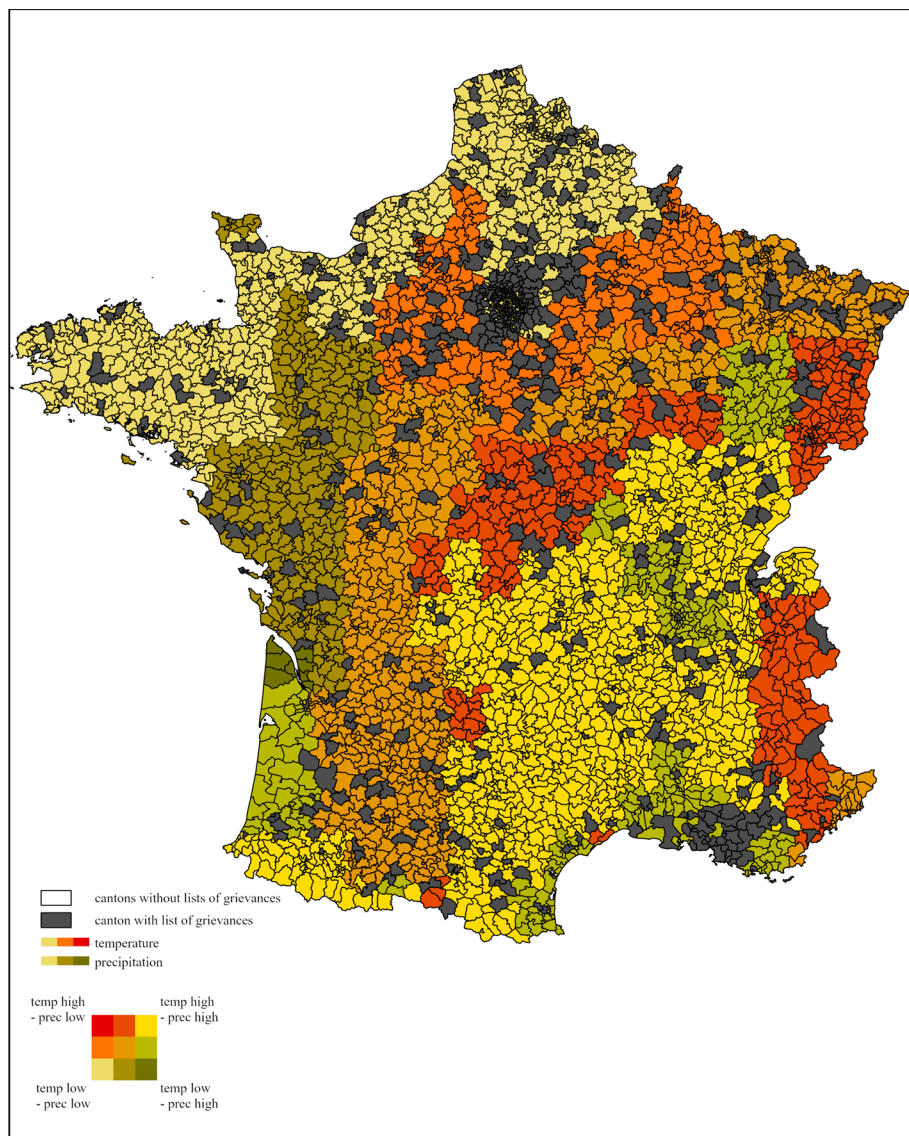 cantons without lists of grievances
canton with list of grievances
temperature
precipitation
temp high
- prec low
temp high
- prec high
temp low
- prec low
temp low
- prec high